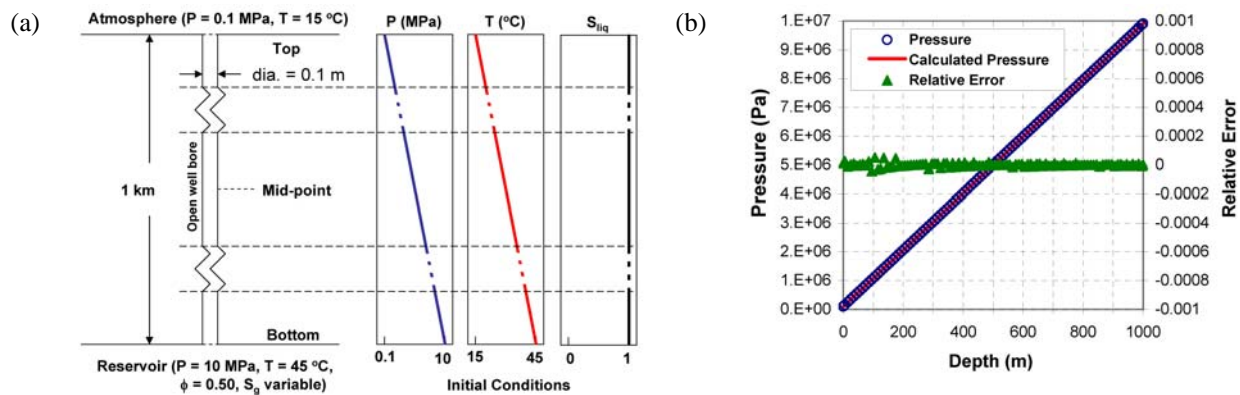 (a)
Atmosphere (P = 0.1 MPa, T = 15 ºC)
P (MPa)
T (ºC)
Sliq
Top
dia. = 0.1 m
1 km
Open well bore
Mid-point
Bottom
0.1
10
15
45
0
1
Reservoir (P = 10 MPa, T = 45 ºC,
ϕ = 0.50, Sg variable)
Initial Conditions
(b)
Pressure (Pa)
1.E+07
9.E+06
8.E+06
7.E+06
6.E+06
5.E+06
4.E+06
3.E+06
2.E+06
1.E+06
0.E+00
Pressure
Calculated Pressure
Relative Error
0.001
0.0008
0.0006
0.0004
0.0002
0
-0.0002
-0.0004
-0.0006
-0.0008
-0.001
Relative Error
0
200
400
600
800
1000
Depth (m)